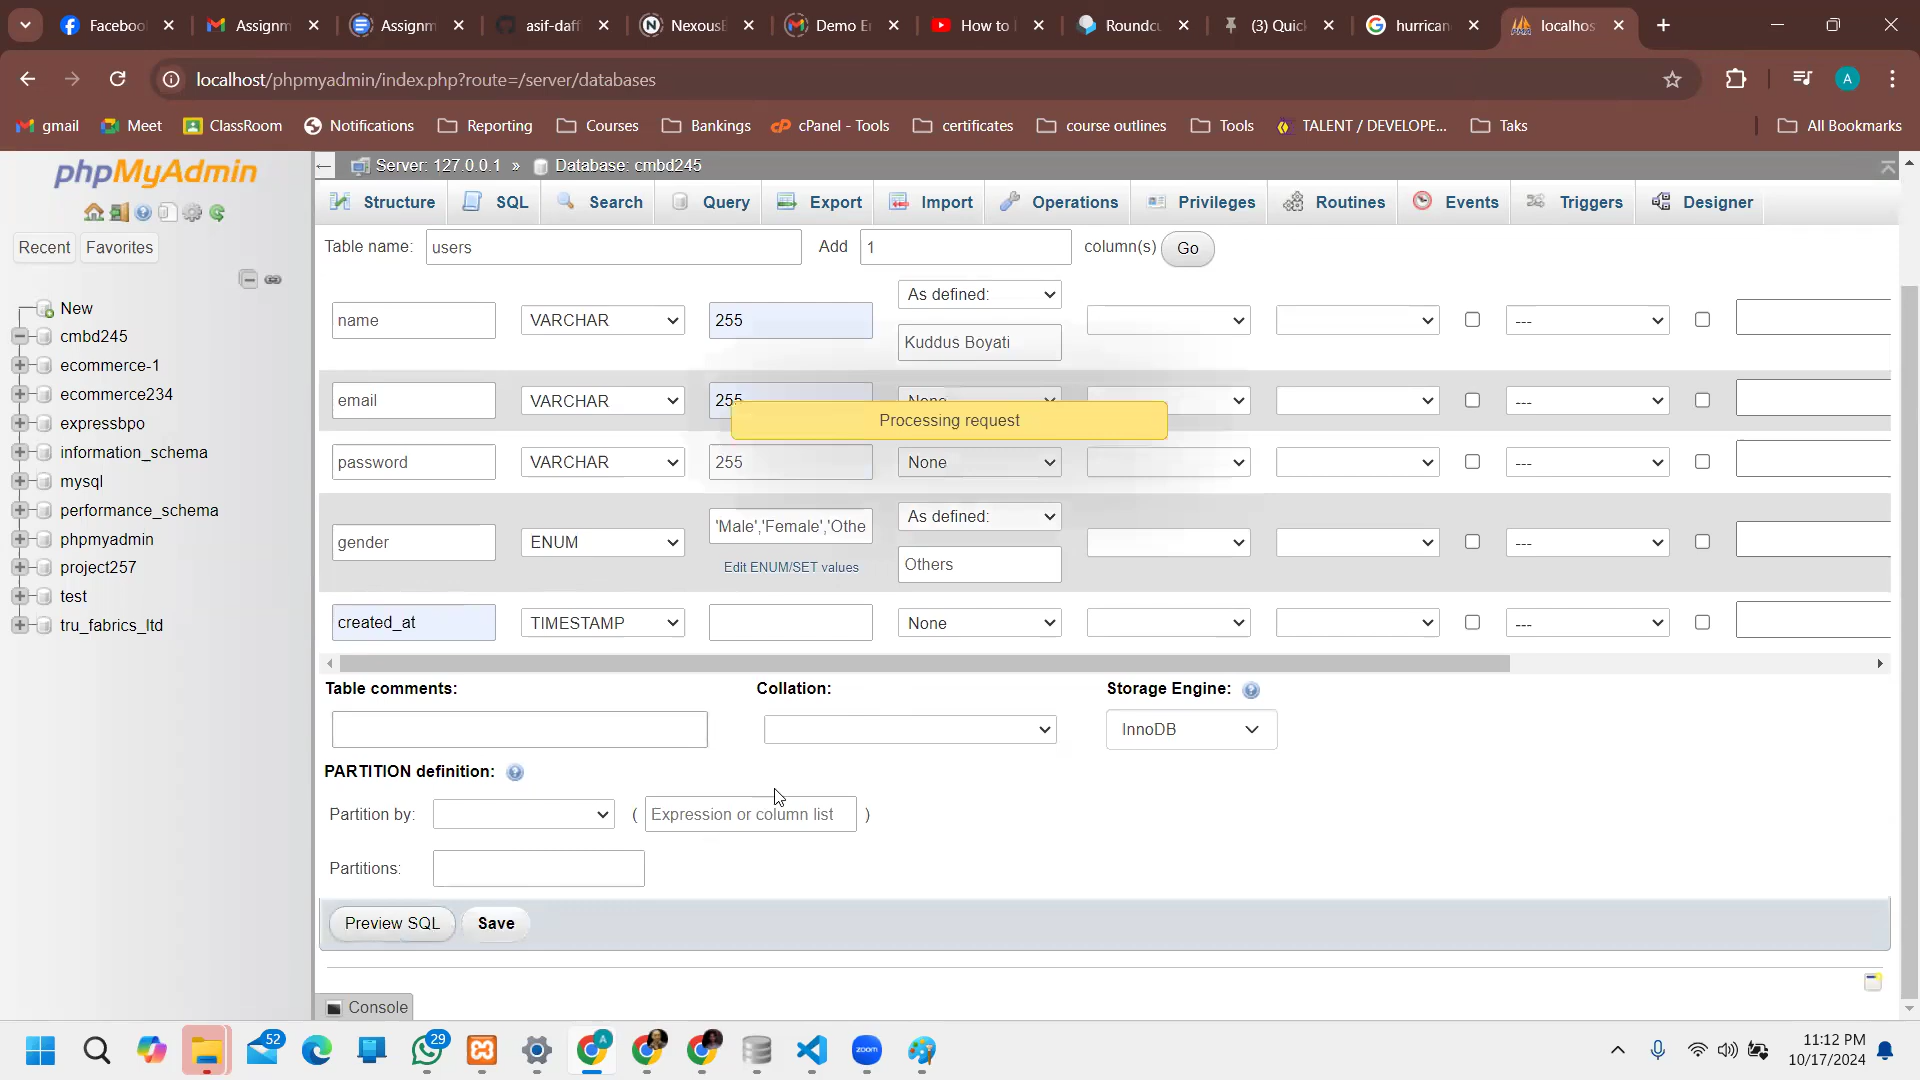 Faceboo
Assignm
Assignm
asif-daff
NexousB
Demo E
How to
Roundcu
(3) Quick
hurrican
localhos
localhost/phpmyadmin/index.php?route=/server/databases
A
gmail
Meet
ClassRoom
Notifications
Reporting
Courses
Bankings
cPanel - Tools
certificates
course outlines
Tools
TALENT / DEVELOPE...
Taks
All Bookmarks
phpMyAdmin
Recent
Favorites
New
cmbd245
ecommerce-1
ecommerce234
expressbpo
information_schema
mysql
performance_schema
phpmyadmin
project257
test
tru_fabrics_ltd
Server: 127.0.0.1 » Database: cmbd245
Structure SQL Search Query Export Import Operations Privileges Routines Events Triggers Designer
Table name: users Add 1 column(s) Go
As defined:
name VARCHAR 255 ---
Kuddus Boyati
email VARCHAR 255 None ---
Processing request
password VARCHAR 255 None ---
As defined:
'Male','Female','Othe
gender ENUM ---
Edit ENUM/SET values
Others
created_at TIMESTAMP None ---
Table comments: Collation: Storage Engine:
InnoDB
PARTITION definition:
Partition by: ( Expression or column list )
Partitions:
Preview SQL Save
Console
52
29
A
zoom
11:12 PM
10/17/2024